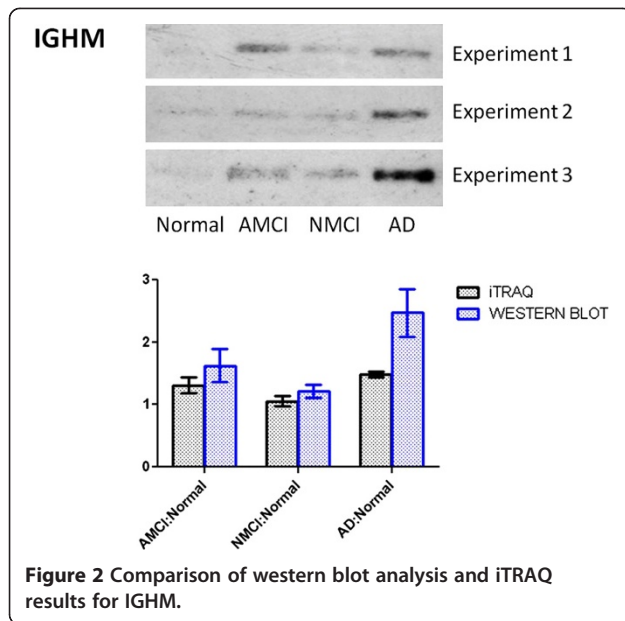 IGHM
Experiment 1
Experiment 2
Experiment 3
Normal AMCI NMCI AD
3
2
1
0
iTRAQ
WESTERN BLOT
AMCI:Normal
NMCI:Normal
AD:Normal
Figure 2 Comparison of western blot analysis and iTRAQ
results for IGHM.